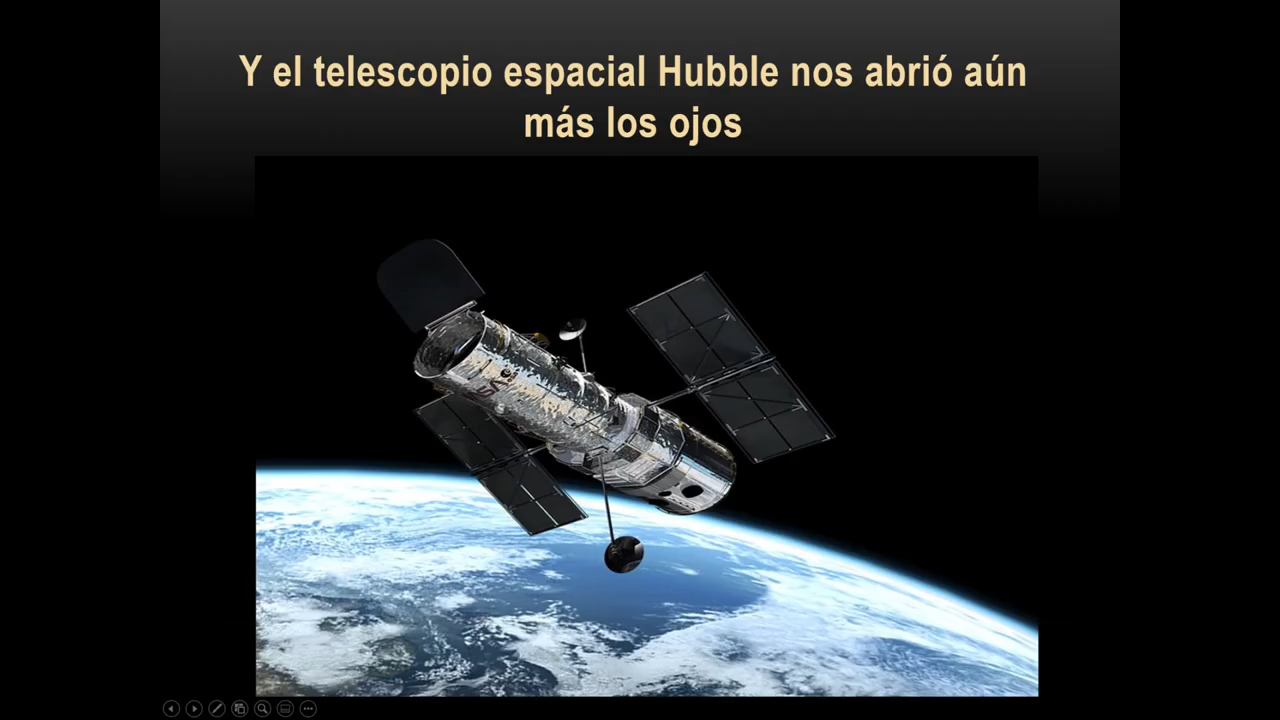 Y el telescopio espacial Hubble nos abrió aún
más los ojos